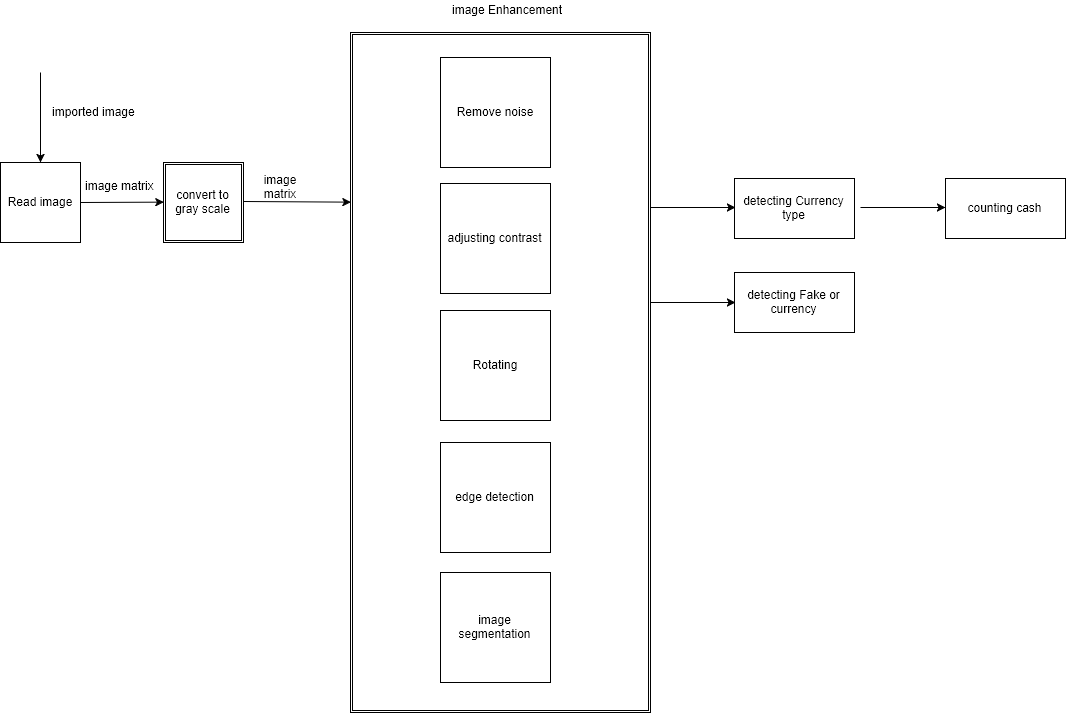 image Enhancement
imported image
Read image
image matrix
convert to
gray scale
image
matrix
Remove noise
adjusting contrast
Rotating
edge detection
image
segmentation
detecting Currency
type
counting cash
detecting Fake or
currency